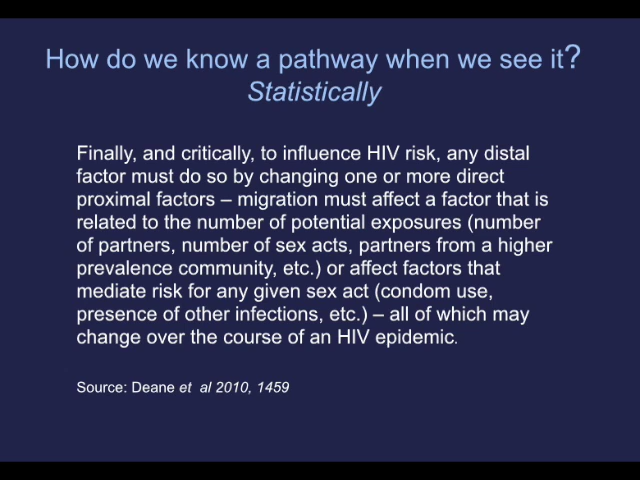 How do we know a pathway when we see it?
Statistically
Finally, and critically, to influence HIV risk, any distal
factor must do so by changing one or more direct
proximal factors – migration must affect a factor that is
related to the number of potential exposures (number
of partners, number of sex acts, partners from a higher
prevalence community, etc.) or affect factors that
mediate risk for any given sex act (condom use,
presence of other infections, etc.) – all of which may
change over the course of an HIV epidemic.
Source: Deane et al 2010, 1459